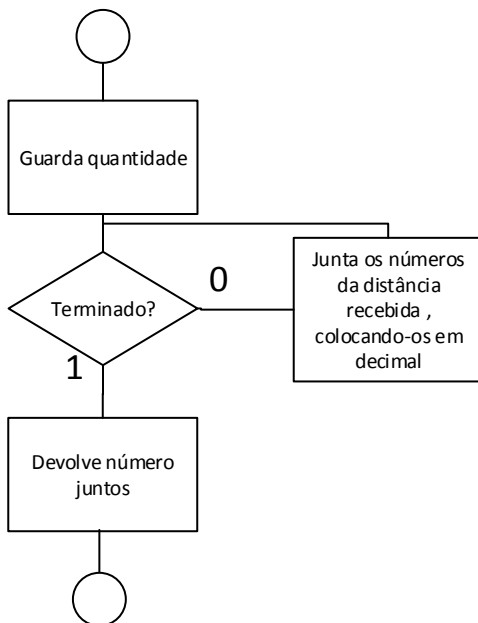 Guarda quantidade
Terminado?
0
Junta os números
da distância
recebida ,
colocando-os em
decimal
1
Devolve número
juntos